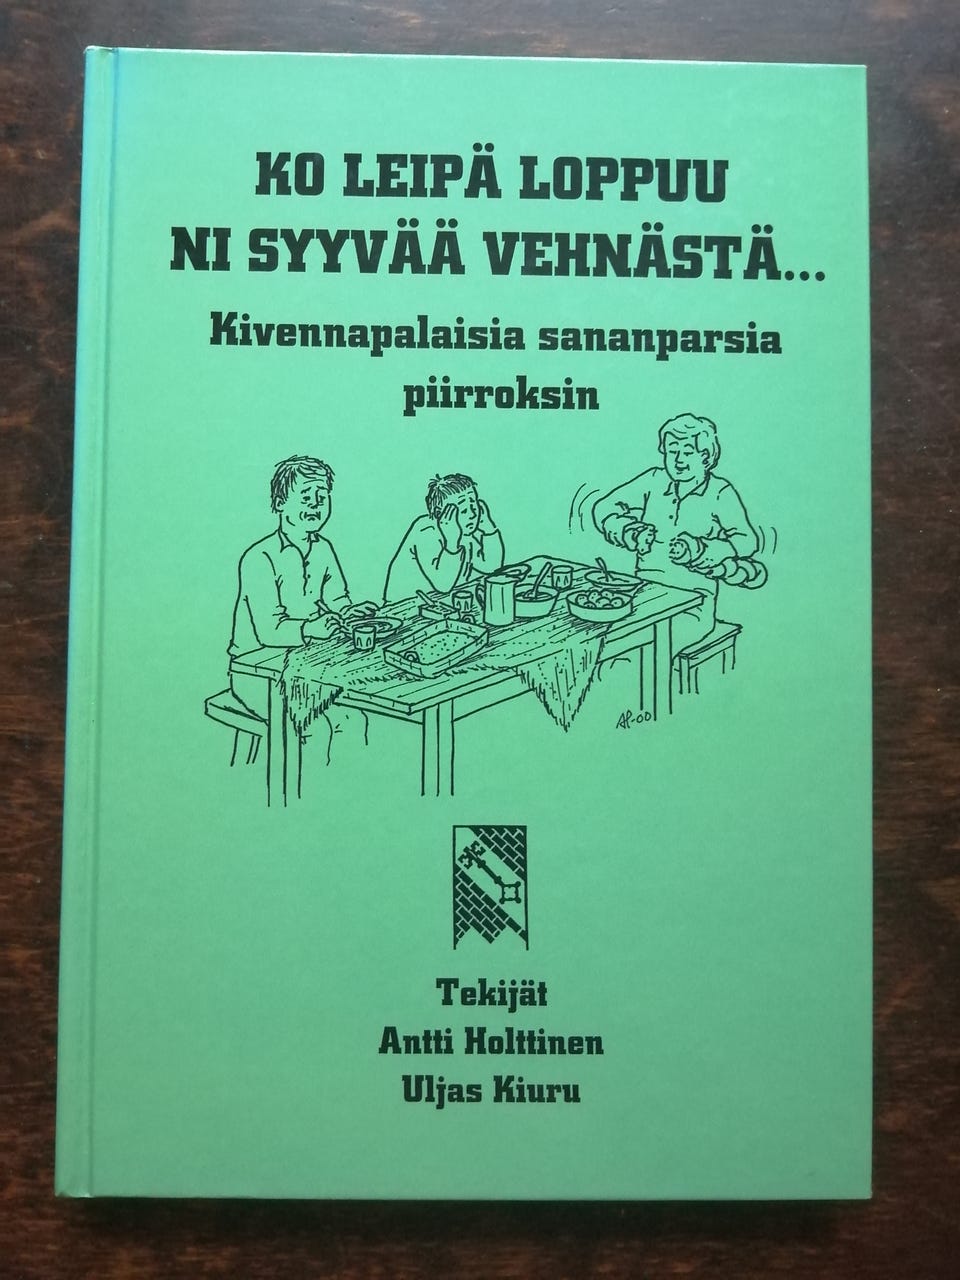 KO LEIPÄ LOPPUU
NI SYYVÄÄ VEHNÄSTÄ...
Kivennapalaisia sananparsia
piirroksin
AP-00
Tekijät
Antti Holttinen
Uljas Kiuru